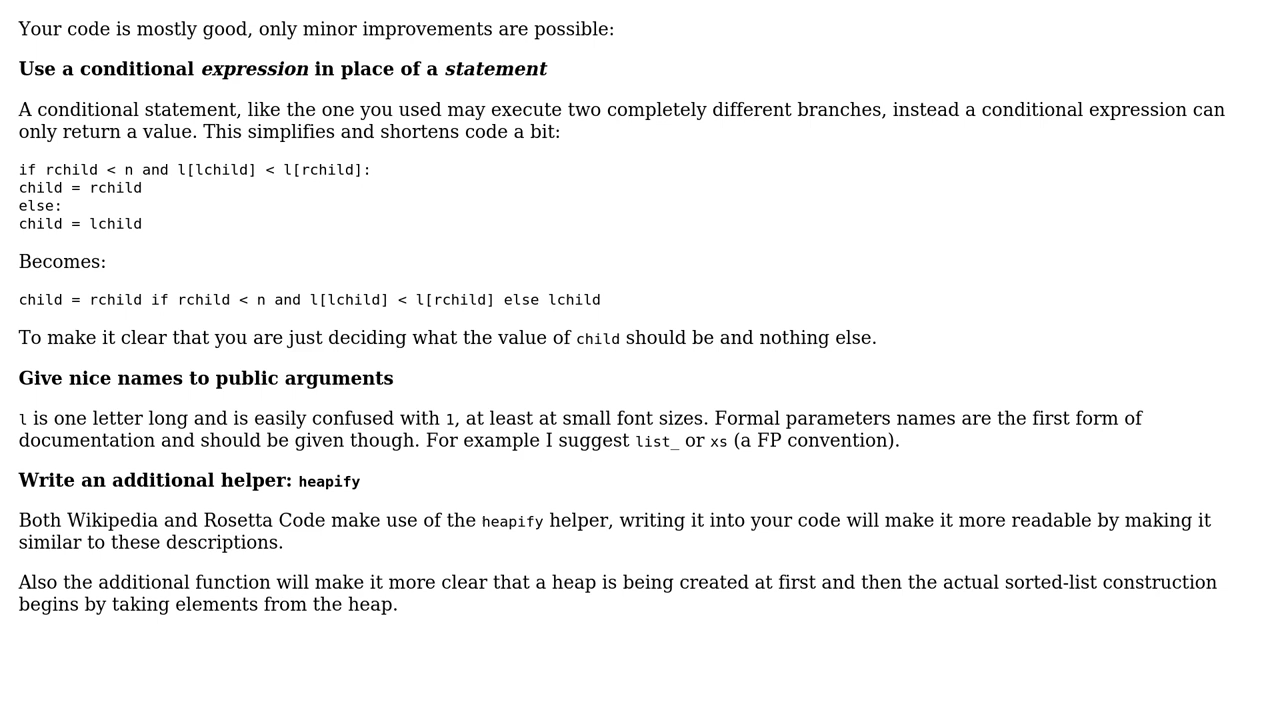 Your code is mostly good, only minor improvements are possible:
Use a conditional expression in place of a statement
A conditional statement, like the one you used may execute two completely different branches, instead a conditional expression can
only return a value. This simplifies and shortens code a bit:
if rchild < n and l[lchild] < l[rchild]:
child = rchild
else:
child = lchild
Becomes:
child = rchild if rchild < n and l[lchild] < l[rchild] else lchild
To make it clear that you are just deciding what the value of child should be and nothing else.
Give nice names to public arguments
l is one letter long and is easily confused with 1, at least at small font sizes. Formal parameters names are the first form of
documentation and should be given though. For example I suggest list_ or xs (a FP convention).
Write an additional helper: heapify
Both Wikipedia and Rosetta Code make use of the heapify helper, writing it into your code will make it more readable by making it
similar to these descriptions.
Also the additional function will make it more clear that a heap is being created at first and then the actual sorted-list construction
begins by taking elements from the heap.